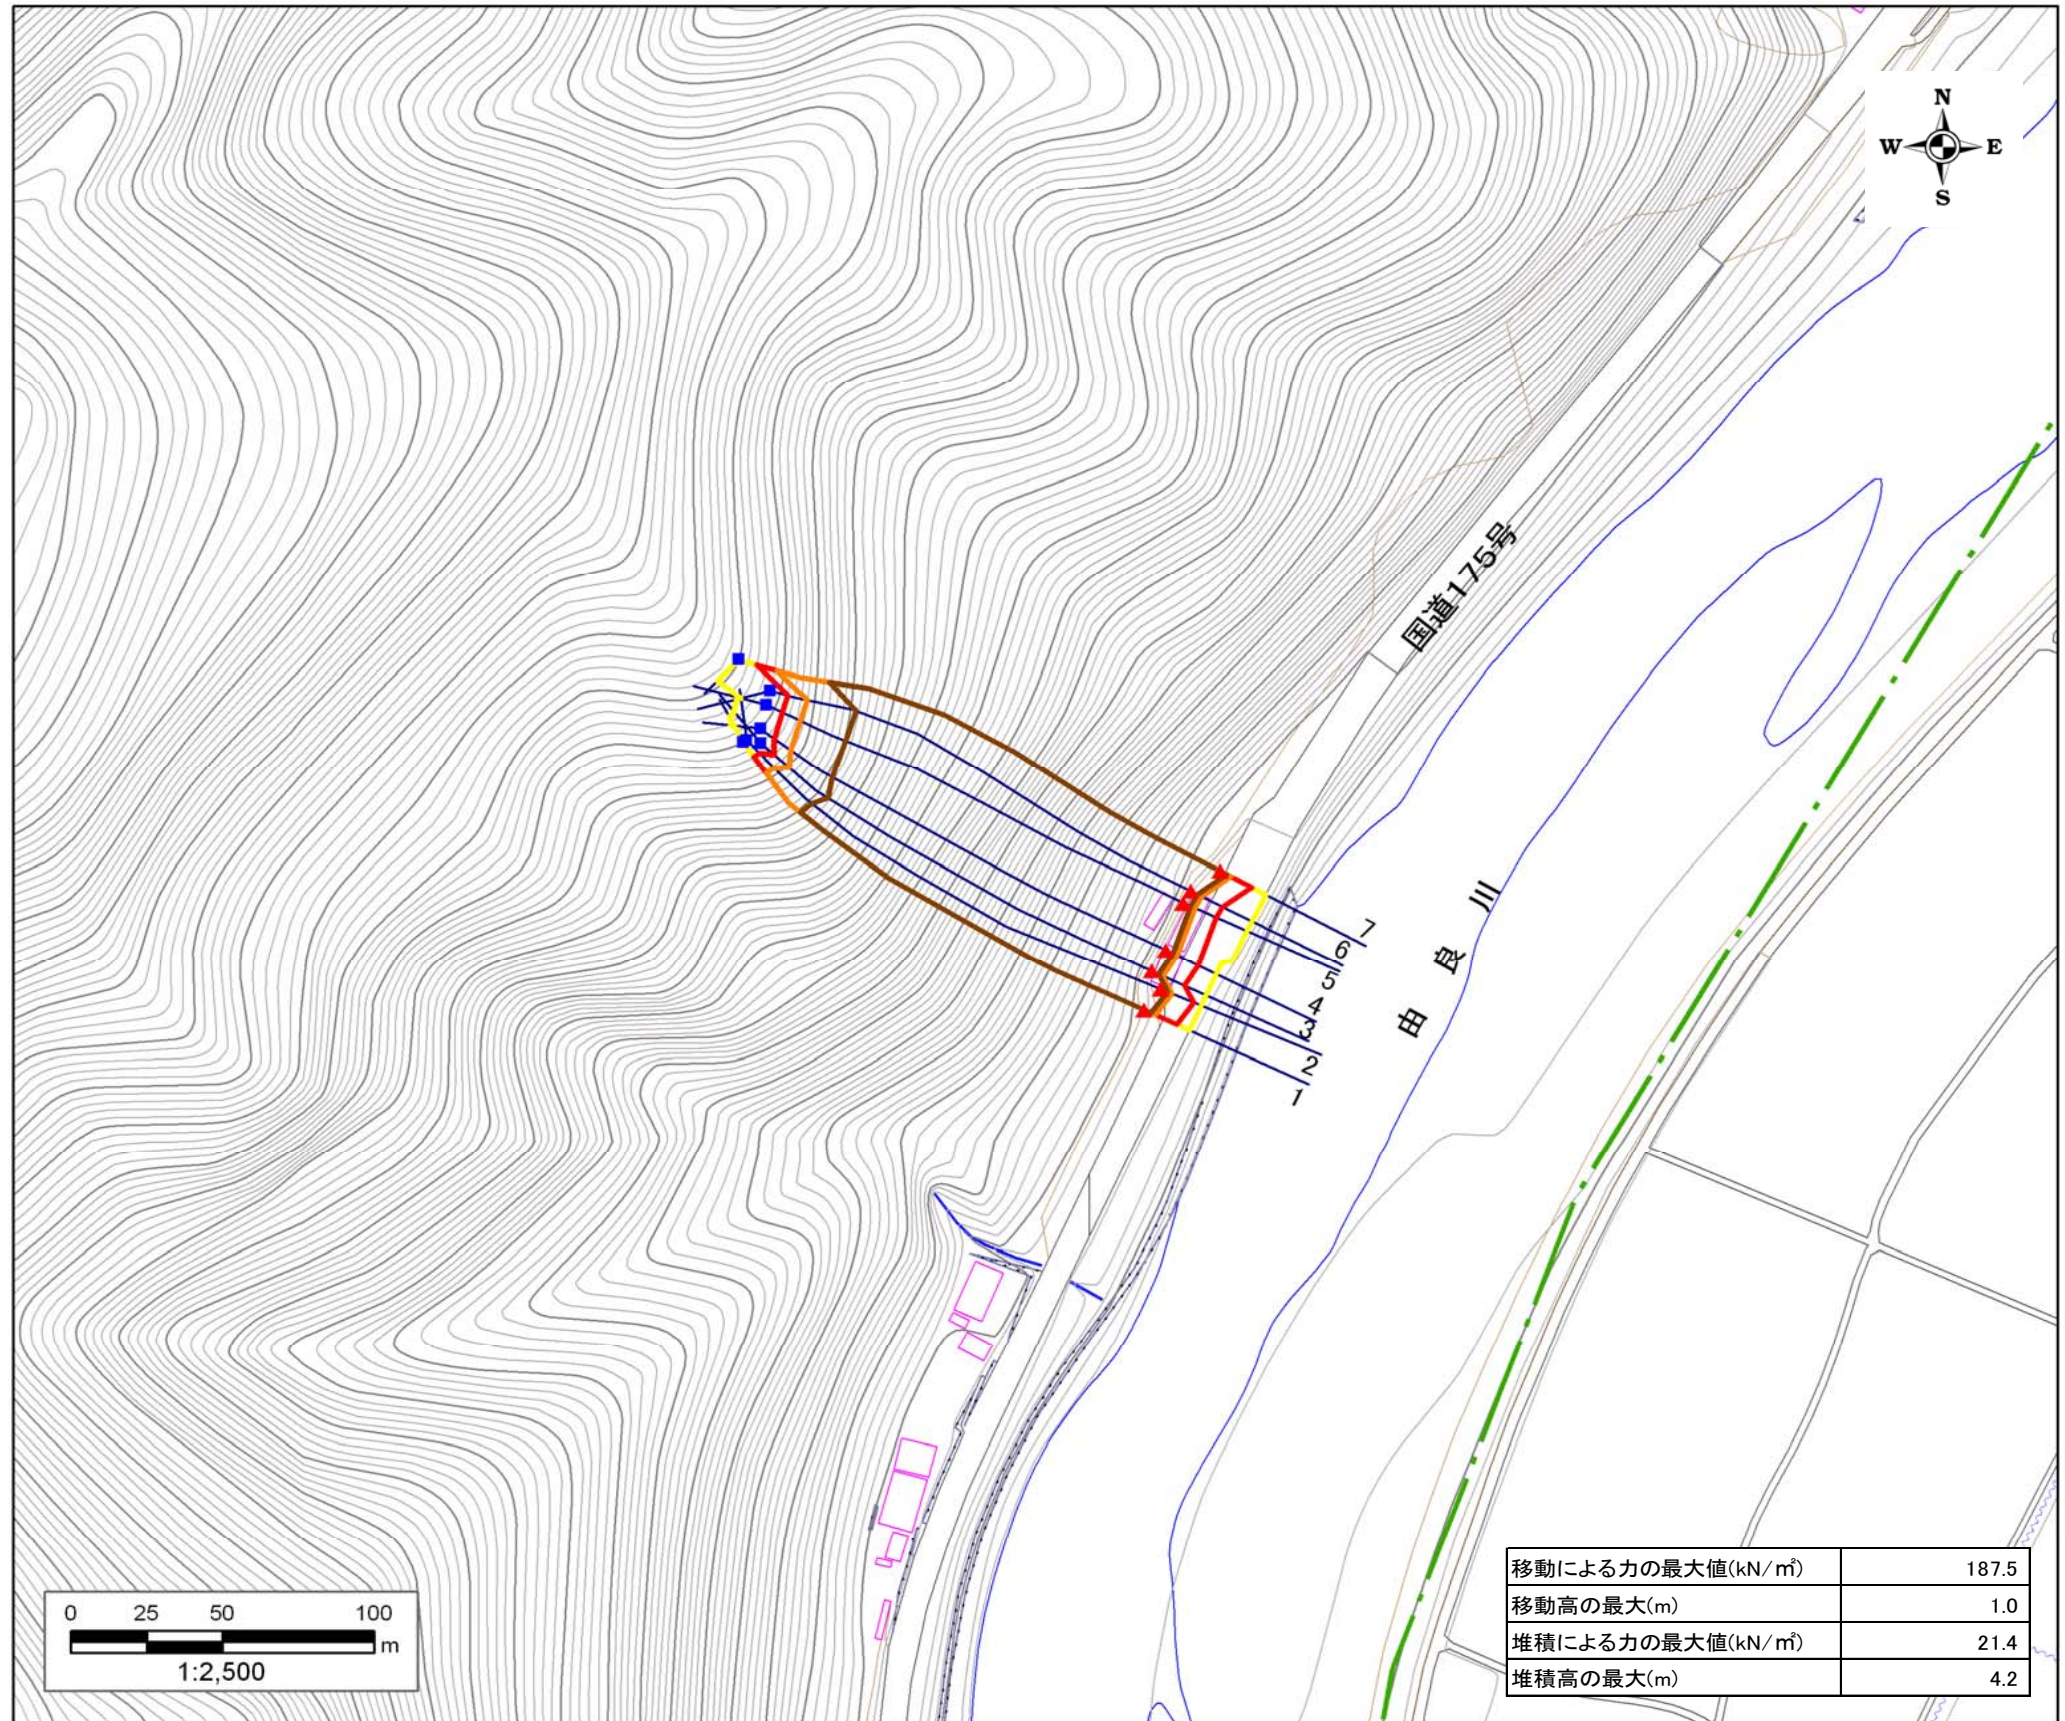 N
W E
S
国道175号
由良川
7
6
5
4
3
2
1
0 25 50 100
m
1:2,500
移動による力の最大値(kN/㎡) 187.5
移動高の最大(m) 1.0
堆積による力の最大値(kN/㎡) 21.4
堆積高の最大(m) 4.2